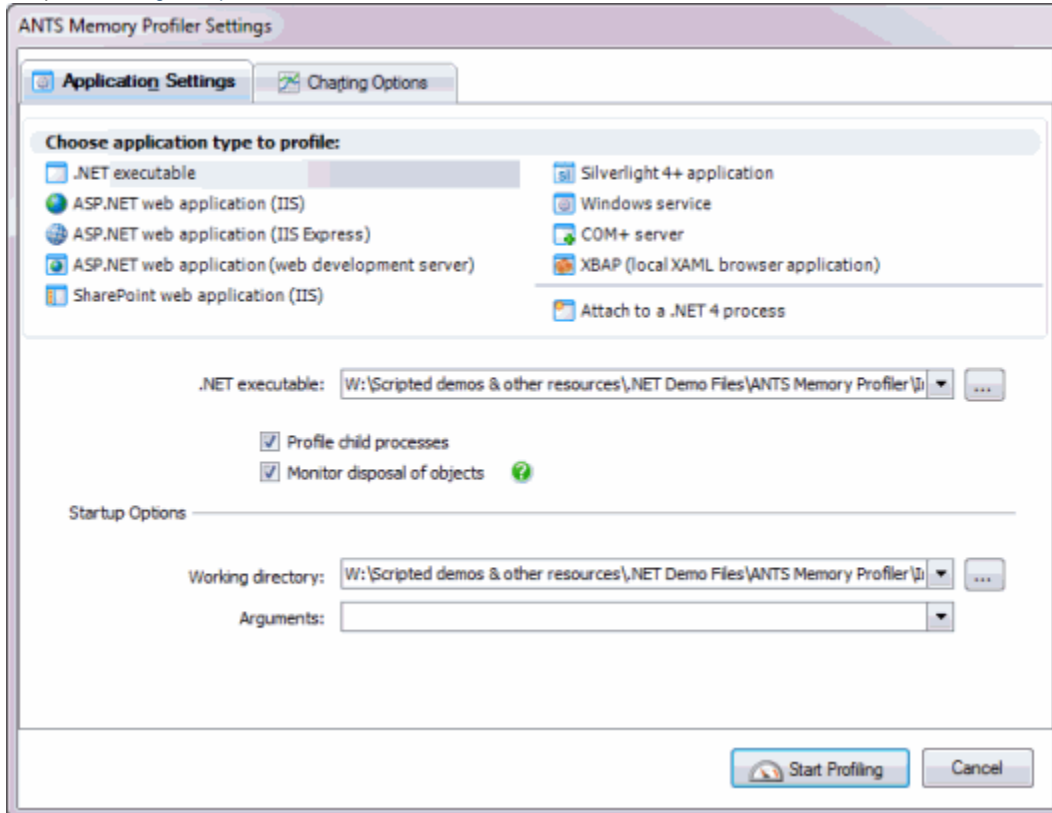 ANTS Memory Profiler Settings
Application Settings
Charting Options
Choose application type to profile:
.NET executable
ASP.NET web application (IIS)
ASP.NET web application (IIS Express)
ASP.NET web application (web development server)
SharePoint web application (IIS)
Silverlight 4+ application
Windows service
COM+ server
XBAP (local XAML browser application)
Attach to a .NET 4 process
.NET executable: W:\Scripted demos & other resources\.NET Demo Files\ANTS Memory Profiler\
...
Profile child processes
Monitor disposal of objects ?
Startup Options
Working directory: W:\Scripted demos & other resources\.NET Demo Files\ANTS Memory Profiler\
...
Arguments:
Start Profiling
Cancel